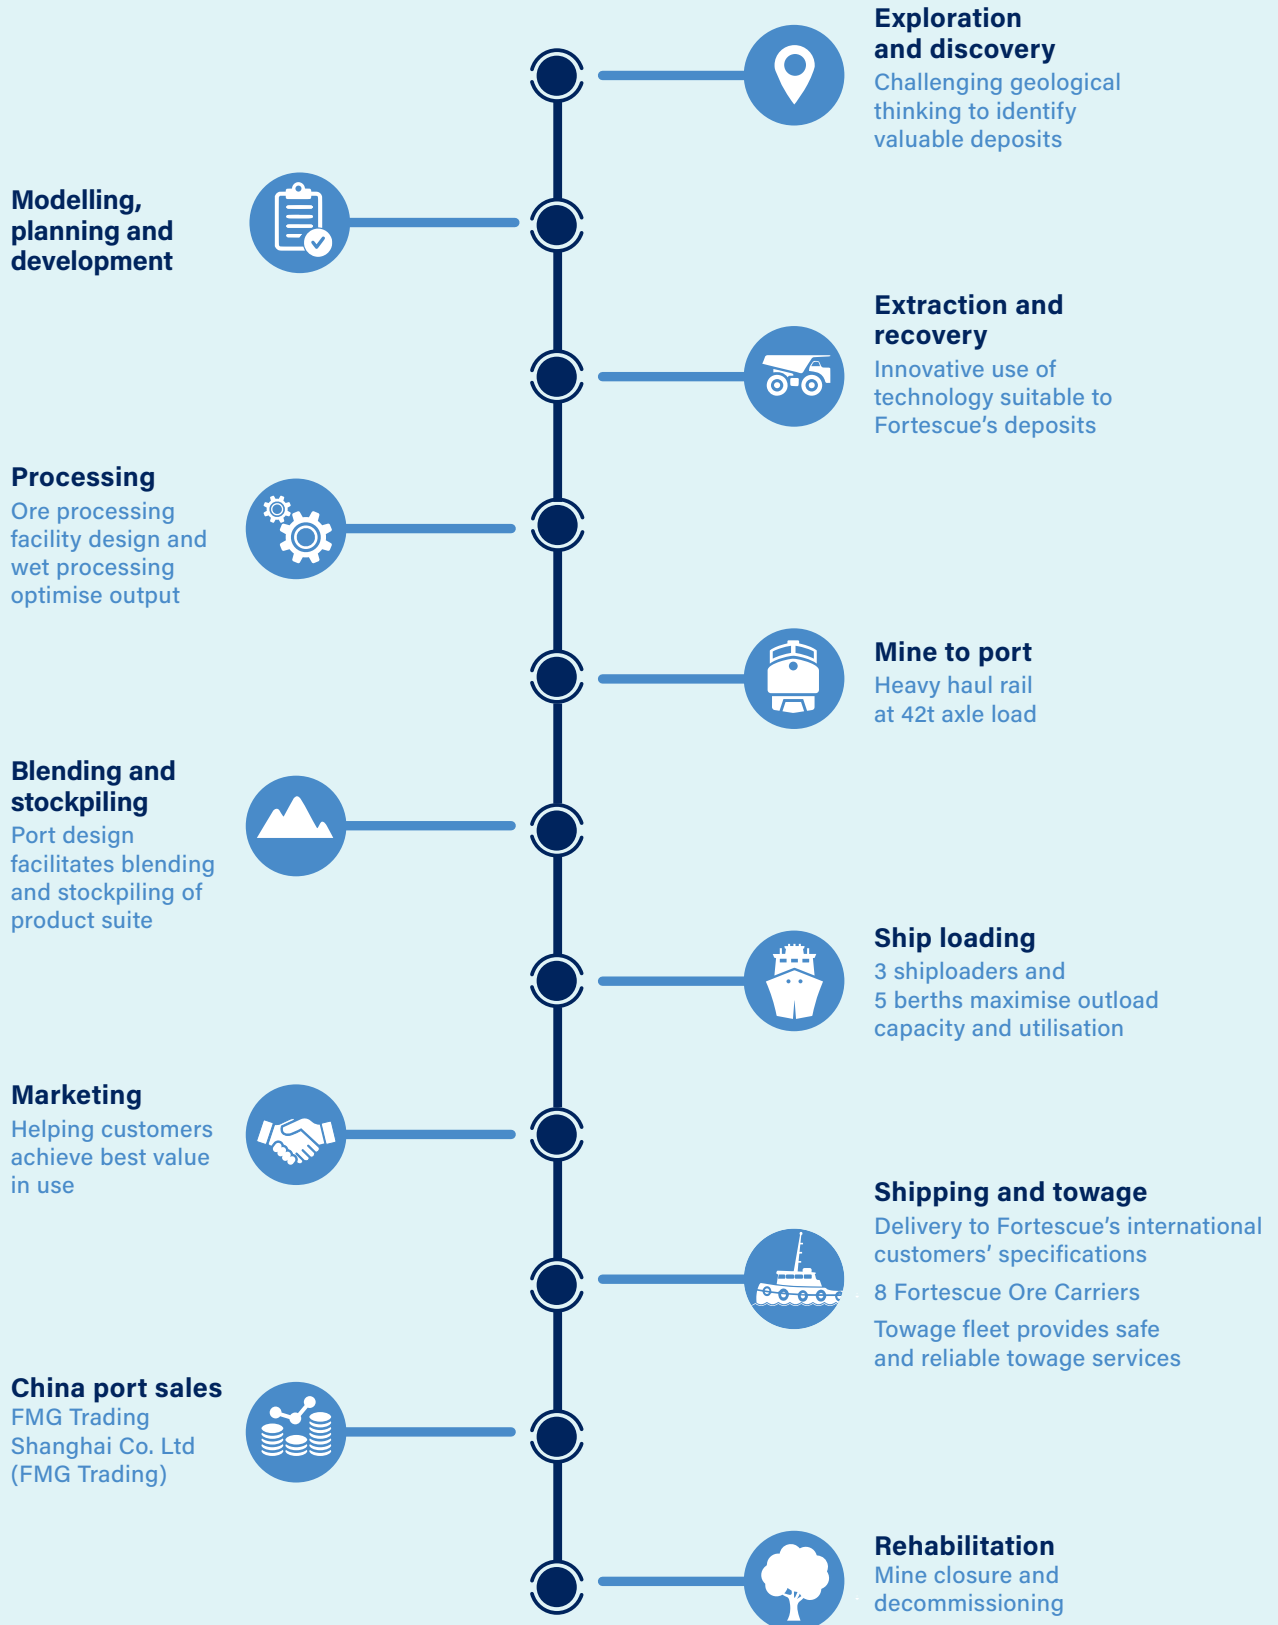 Exploration
and discovery
Challenging geological
thinking to identify
valuable deposits
Modelling,
planning and
development
Extraction and
recovery
Innovative use of
technology suitable to
Fortescue’s deposits
Processing
Ore processing
facility design and
wet processing
optimise output
Mine to port
Heavy haul rail
at 42t axle load
Blending and
stockpiling
Port design
facilitates blending
and stockpiling of
product suite
Ship loading
3 shiploaders and
5 berths maximise outload
capacity and utilisation
Marketing
Helping customers
achieve best value
in use
Shipping and towage
Delivery to Fortescue’s international
customers’ specifications
8 Fortescue Ore Carriers
Towage fleet provides safe
and reliable towage services
China port sales
FMG Trading
Shanghai Co. Ltd
(FMG Trading)
Rehabilitation
Mine closure and
decommissioning